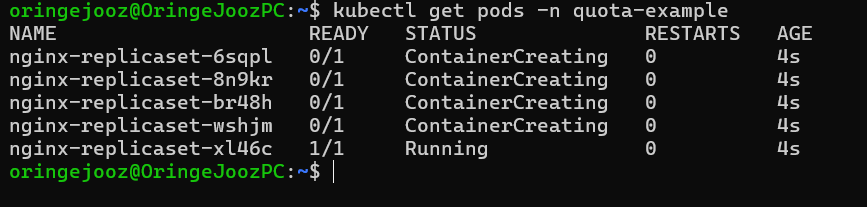 oringejooz@OringeJoozPC:~$ kubectl get pods -n quota-example
NAME READY STATUS RESTARTS AGE
nginx-replicaset-6sqpl 0/1 ContainerCreating 0 4s
nginx-replicaset-8n9kr 0/1 ContainerCreating 0 4s
nginx-replicaset-br48h 0/1 ContainerCreating 0 4s
nginx-replicaset-wshjm 0/1 ContainerCreating 0 4s
nginx-replicaset-xl46c 1/1 Running 0 4s
oringejooz@OringeJoozPC:~$